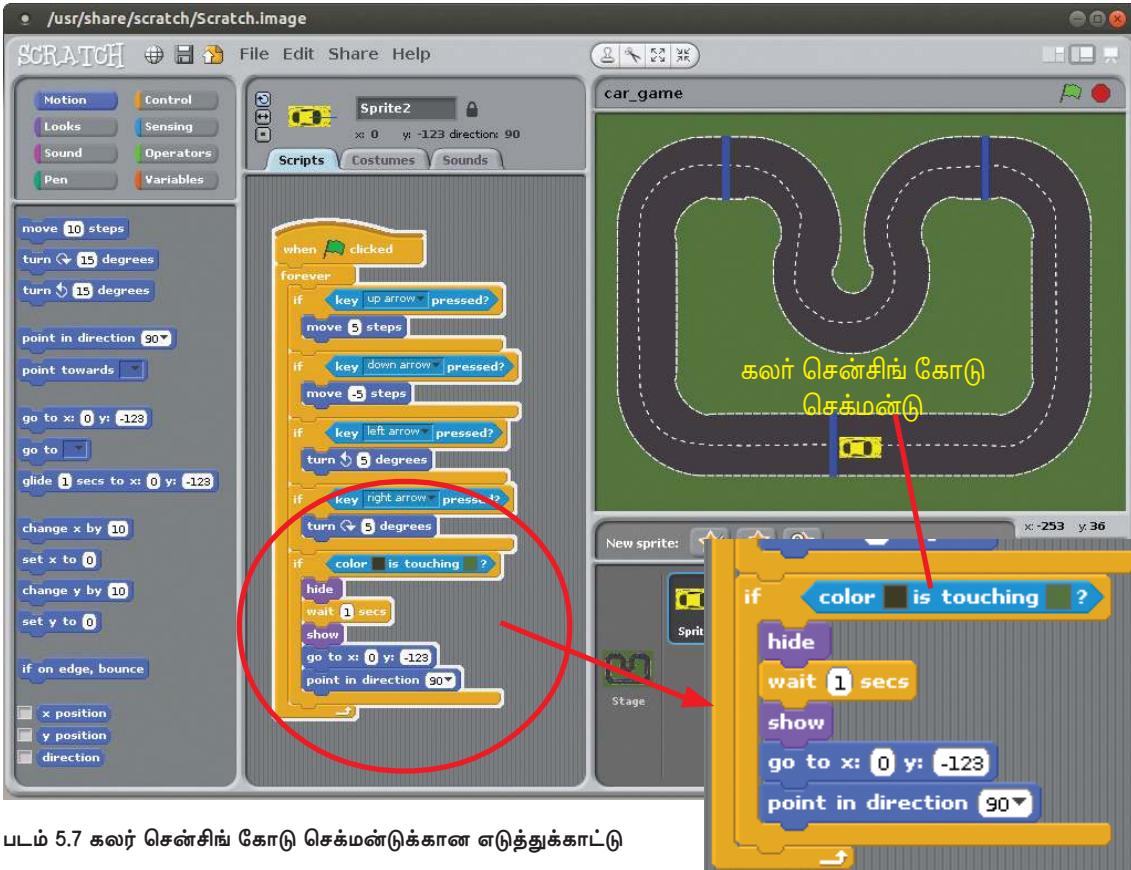 /usr/share/scratch/Scratch.image
SCRATCH File Edit Share Help
Motion Control
Looks Sensing
Sound Operators
Pen Variables
move 10 steps
turn 15 degrees
turn 15 degrees
point in direction 90
point towards
go to x: 0 y: -123
go to
glide 1 secs to x: 0 y: -123
change x by 10
set x to 0
change y by 10
set y to 0
if on edge, bounce
x position
y position
direction
Sprite2
x: 0 y: -123 direction: 90
Scripts Costumes Sounds
when clicked
forever
if key up arrow pressed?
move 5 steps
if key down arrow pressed?
move -5 steps
if key left arrow pressed?
turn 5 degrees
if key right arrow pressed?
turn 5 degrees
if color is touching ?
hide
wait 1 secs
show
go to x: 0 y: -123
point in direction 90
car_game
கலர் சென்சிங் கோடு
செக்மன்டு
x: -253 y: 36
New sprite:
Stage
if color is touching ?
hide
wait 1 secs
show
go to x: 0 y: -123
point in direction 90
படம் 5.7 கலர் சென்சிங் கோடு செக்மன்டுக்கான எடுத்துக்காட்டு